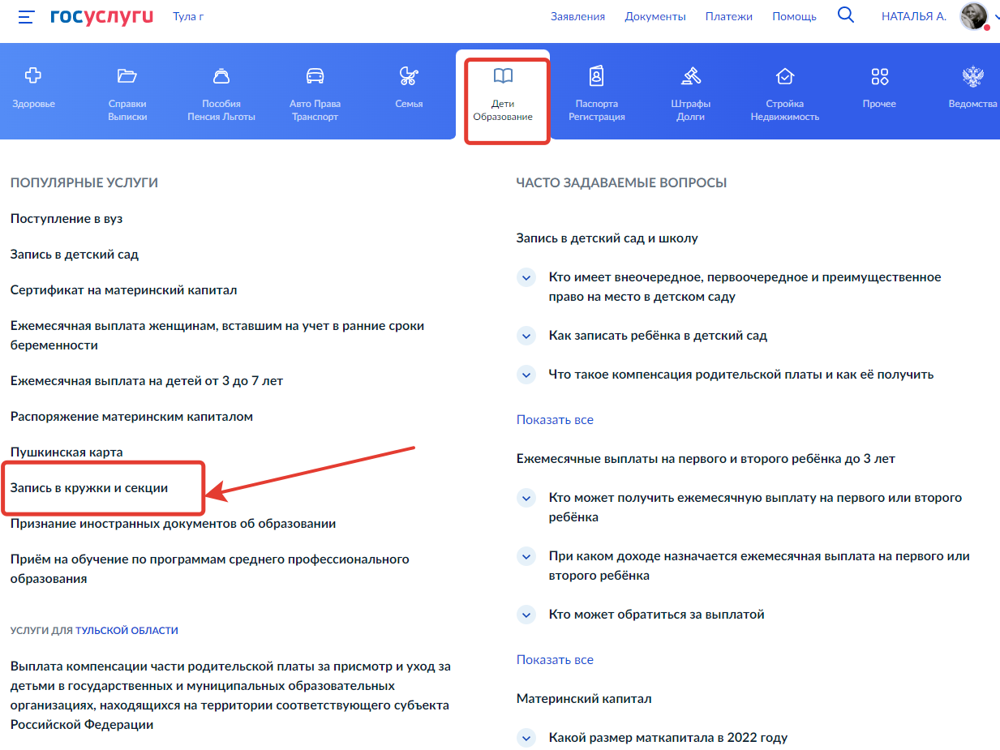 госуслуги
Тула г
Заявления
Документы
Платежи
Помощь
НАТАЛЬЯ А.
Здоровье
Справки
Выписки
Пособия
Пенсия Льготы
Авто Права
Транспорт
Семья
Дети
Образование
Паспорта
Регистрация
Штрафы
Долги
Стройка
Недвижимость
Прочее
Ведомства
ПОПУЛЯРНЫЕ УСЛУГИ
Поступление в вуз
Запись в детский сад
Сертификат на материнский капитал
Ежемесячная выплата женщинам, вставшим на учет в ранние сроки
беременности
Ежемесячная выплата на детей от 3 до 7 лет
Распоряжение материнским капиталом
Пушкинская карта
Запись в кружки и секции
Признание иностранных документов об образовании
Приём на обучение по программам среднего профессионального
образования
УСЛУГИ ДЛЯ ТУЛЬСКОЙ ОБЛАСТИ
Выплата компенсации части родительской платы за присмотр и уход за
детьми в государственных и муниципальных образовательных
организациях, находящихся на территории соответствующего субъекта
Российской Федерации
ЧАСТО ЗАДАВАЕМЫЕ ВОПРОСЫ
Запись в детский сад и школу
Кто имеет внеочередное, первоочередное и преимущественное
право на место в детском саду
Как записать ребёнка в детский сад
Что такое компенсация родительской платы и как её получить
Показать все
Ежемесячные выплаты на первого и второго ребёнка до 3 лет
Кто может получить ежемесячную выплату на первого или второго
ребёнка
При каком доходе назначается ежемесячная выплата на первого или
второго ребёнка
Кто может обратиться за выплатой
Показать все
Материнский капитал
Какой размер маткапитала в 2022 году